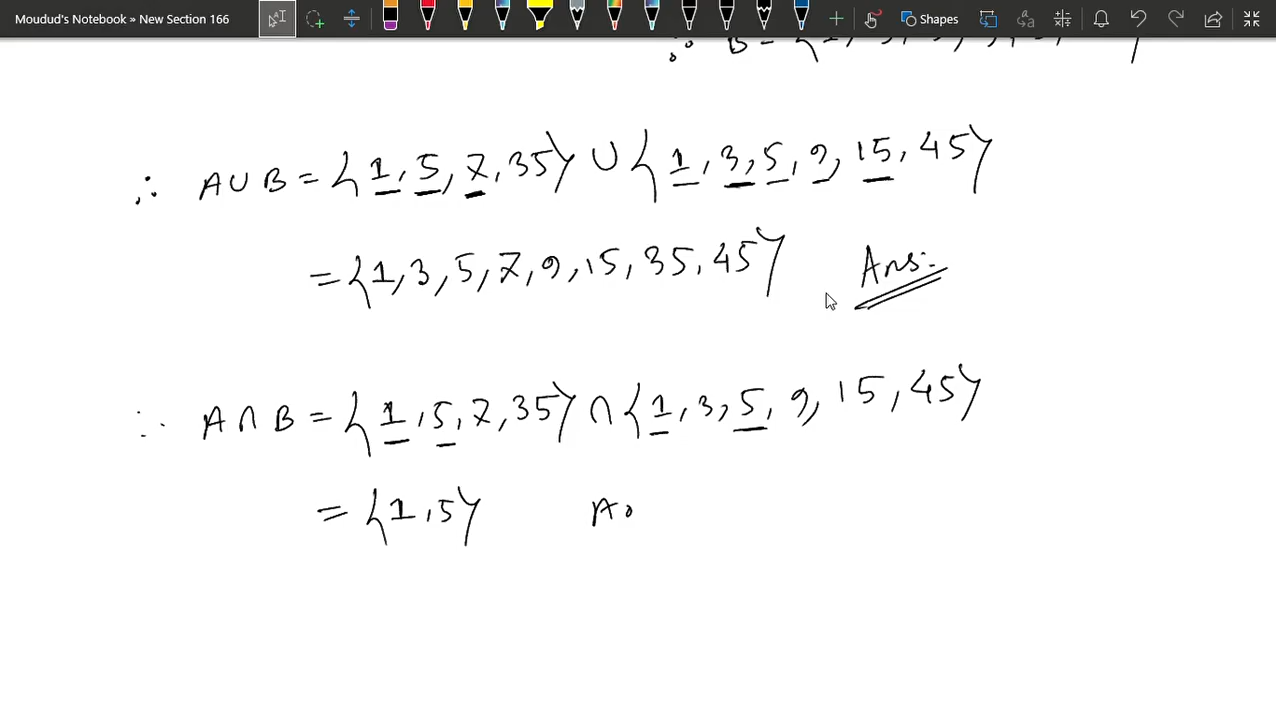 Moudud's Notebook » New Section 166
Shapes
∴ A∪B = {1, 5, 7, 35} ∪ {1, 3, 5, 9, 15, 45}
= {1, 3, 5, 7, 9, 15, 35, 45} Ans:
∴ A∩B = {1, 5, 7, 35} ∩ {1, 3, 5, 9, 15, 45}
= {1, 5} A